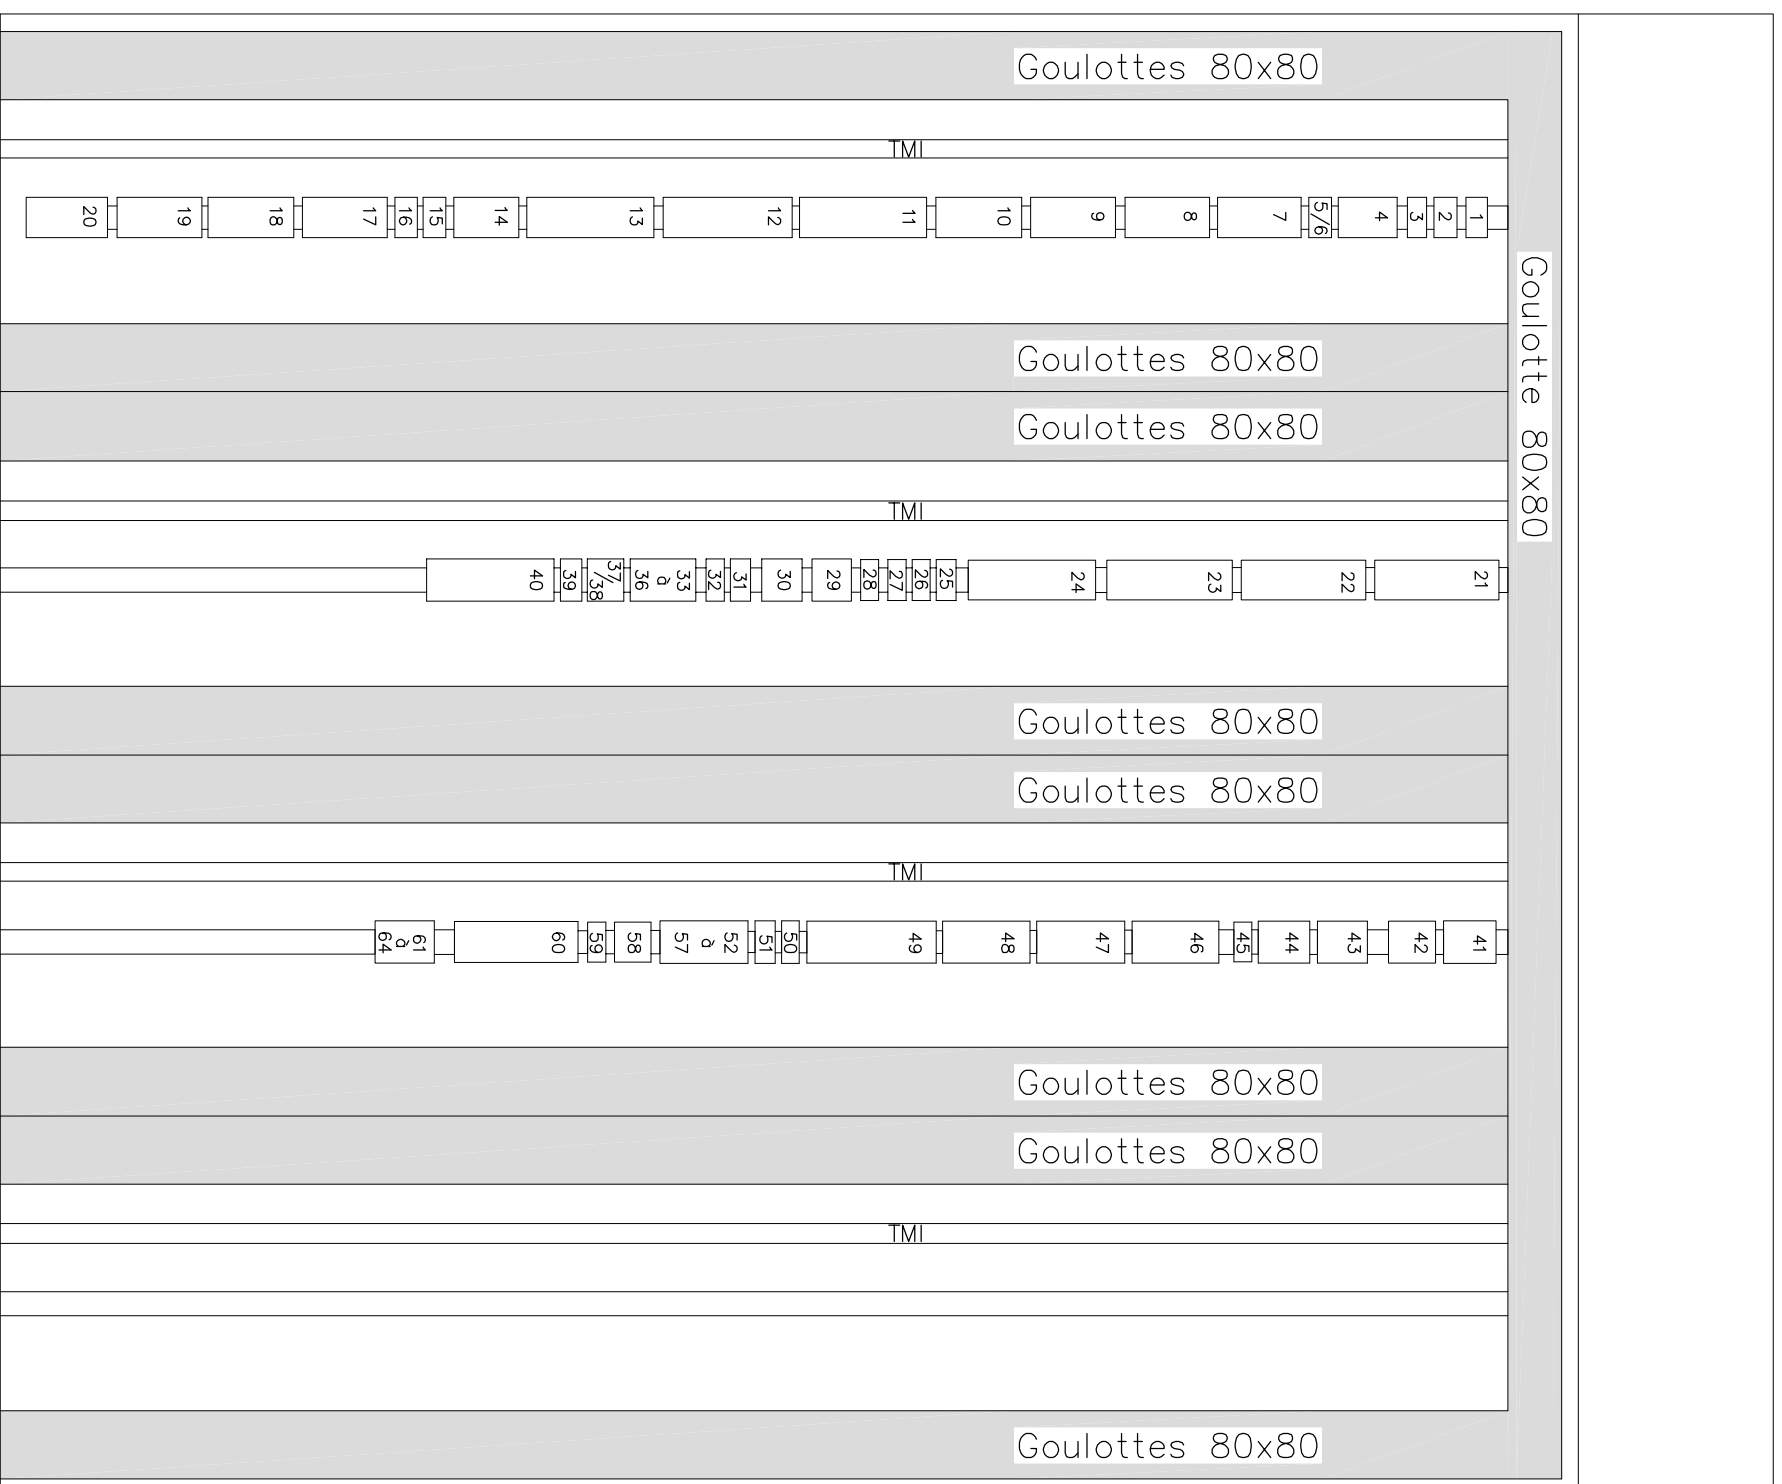 Goulottes 80x80
TMI
20 19 18 17 16 15 14 13 12 11 10 9 8 7 5/6 4 3 2 1
Goulotte 80x80
Goulottes 80x80
Goulottes 80x80
TMI
40 39 37/38 33 à 36 32 31 30 29 28 27 26 25 24 23 22 21
Goulottes 80x80
Goulottes 80x80
TMI
61 à 64 60 59 58 52 à 57 51 50 49 48 47 46 45 44 43 42 41
Goulottes 80x80
Goulottes 80x80
TMI
Goulottes 80x80